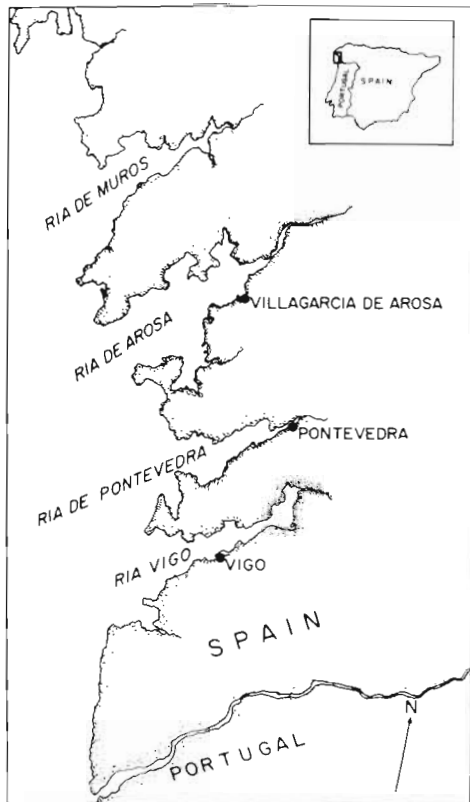 SPAIN
PORTUGAL
RIA DE MUROS
VILLAGARCIA DE AROSA
RIA DE AROSA
PONTEVEDRA
RIA DE PONTEVEDRA
RIA VIGO
VIGO
SPAIN
N
PORTUGAL